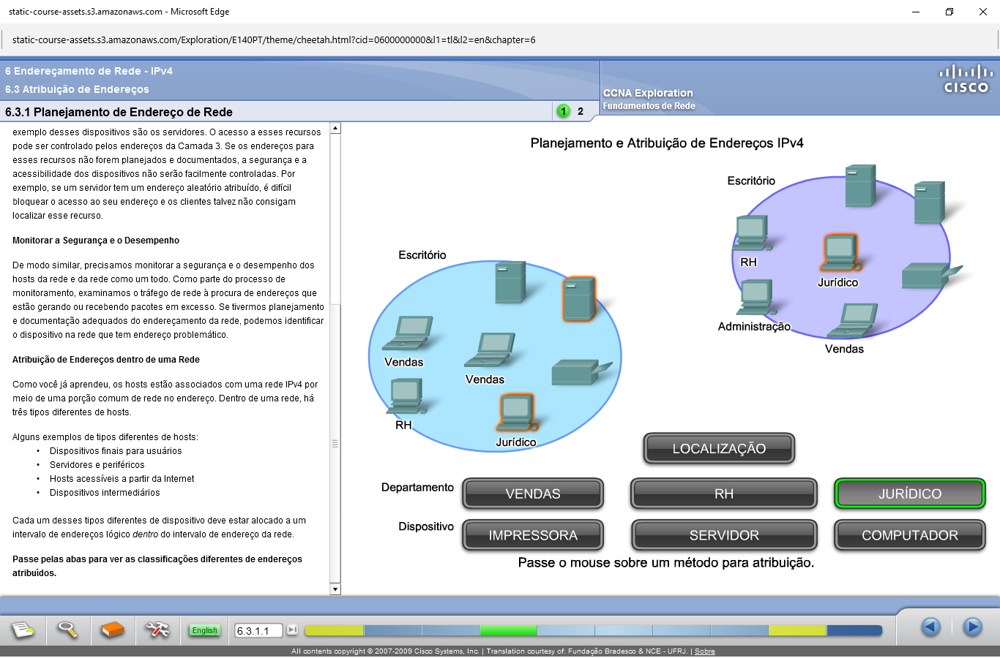 static-course-assets.s3.amazonaws.com - Microsoft Edge
static-course-assets.s3.amazonaws.com/Exploration/E140PT/theme/cheetah.html?cid=0600000000&l1=tl&l2=en&chapter=6
6 Endereçamento de Rede - IPv4
6.3 Atribuição de Endereços
CISCO
CCNA Exploration
Fundamentos de Rede
6.3.1 Planejamento de Endereço de Rede
1 2
exemplo desses dispositivos são os servidores. O acesso a esses recursos
pode ser controlado pelos endereços da Camada 3. Se os endereços para
esses recursos não forem planejados e documentados, a segurança e a
acessibilidade dos dispositivos não serão facilmente controladas. Por
exemplo, se um servidor tem um endereço aleatório atribuído, é difícil
bloquear o acesso ao seu endereço e os clientes talvez não consigam
localizar esse recurso.
Monitorar a Segurança e o Desempenho
De modo similar, precisamos monitorar a segurança e o desempenho dos
hosts da rede e da rede como um todo. Como parte do processo de
monitoramento, examinamos o tráfego de rede à procura de endereços que
estão gerando ou recebendo pacotes em excesso. Se tivermos planejamento
e documentação adequados do endereçamento da rede, podemos identificar
o dispositivo na rede que tem endereço problemático.
Atribuição de Endereços dentro de uma Rede
Como você já aprendeu, os hosts estão associados com uma rede IPv4 por
meio de uma porção comum de rede no endereço. Dentro de uma rede, há
três tipos diferentes de hosts.
Alguns exemplos de tipos diferentes de hosts:
• Dispositivos finais para usuários
• Servidores e periféricos
• Hosts acessíveis a partir da Internet
• Dispositivos intermediários
Cada um desses tipos diferentes de dispositivo deve estar alocado a um
intervalo de endereços lógico dentro do intervalo de endereço da rede.
Passe pelas abas para ver as classificações diferentes de endereços
atribuídos.
Planejamento e Atribuição de Endereços IPv4
Escritório
RH
Jurídico
Administração
Vendas
Escritório
Vendas
Vendas
RH
Jurídico
LOCALIZAÇÃO
Departamento VENDAS RH JURÍDICO
Dispositivo IMPRESSORA SERVIDOR COMPUTADOR
Passe o mouse sobre um método para atribuição.
English
6.3.1.1
All contents copyright © 2007-2009 Cisco Systems, Inc. | Translation courtesy of: Fundação Bradesco & NCE - UFRJ. | Sobre